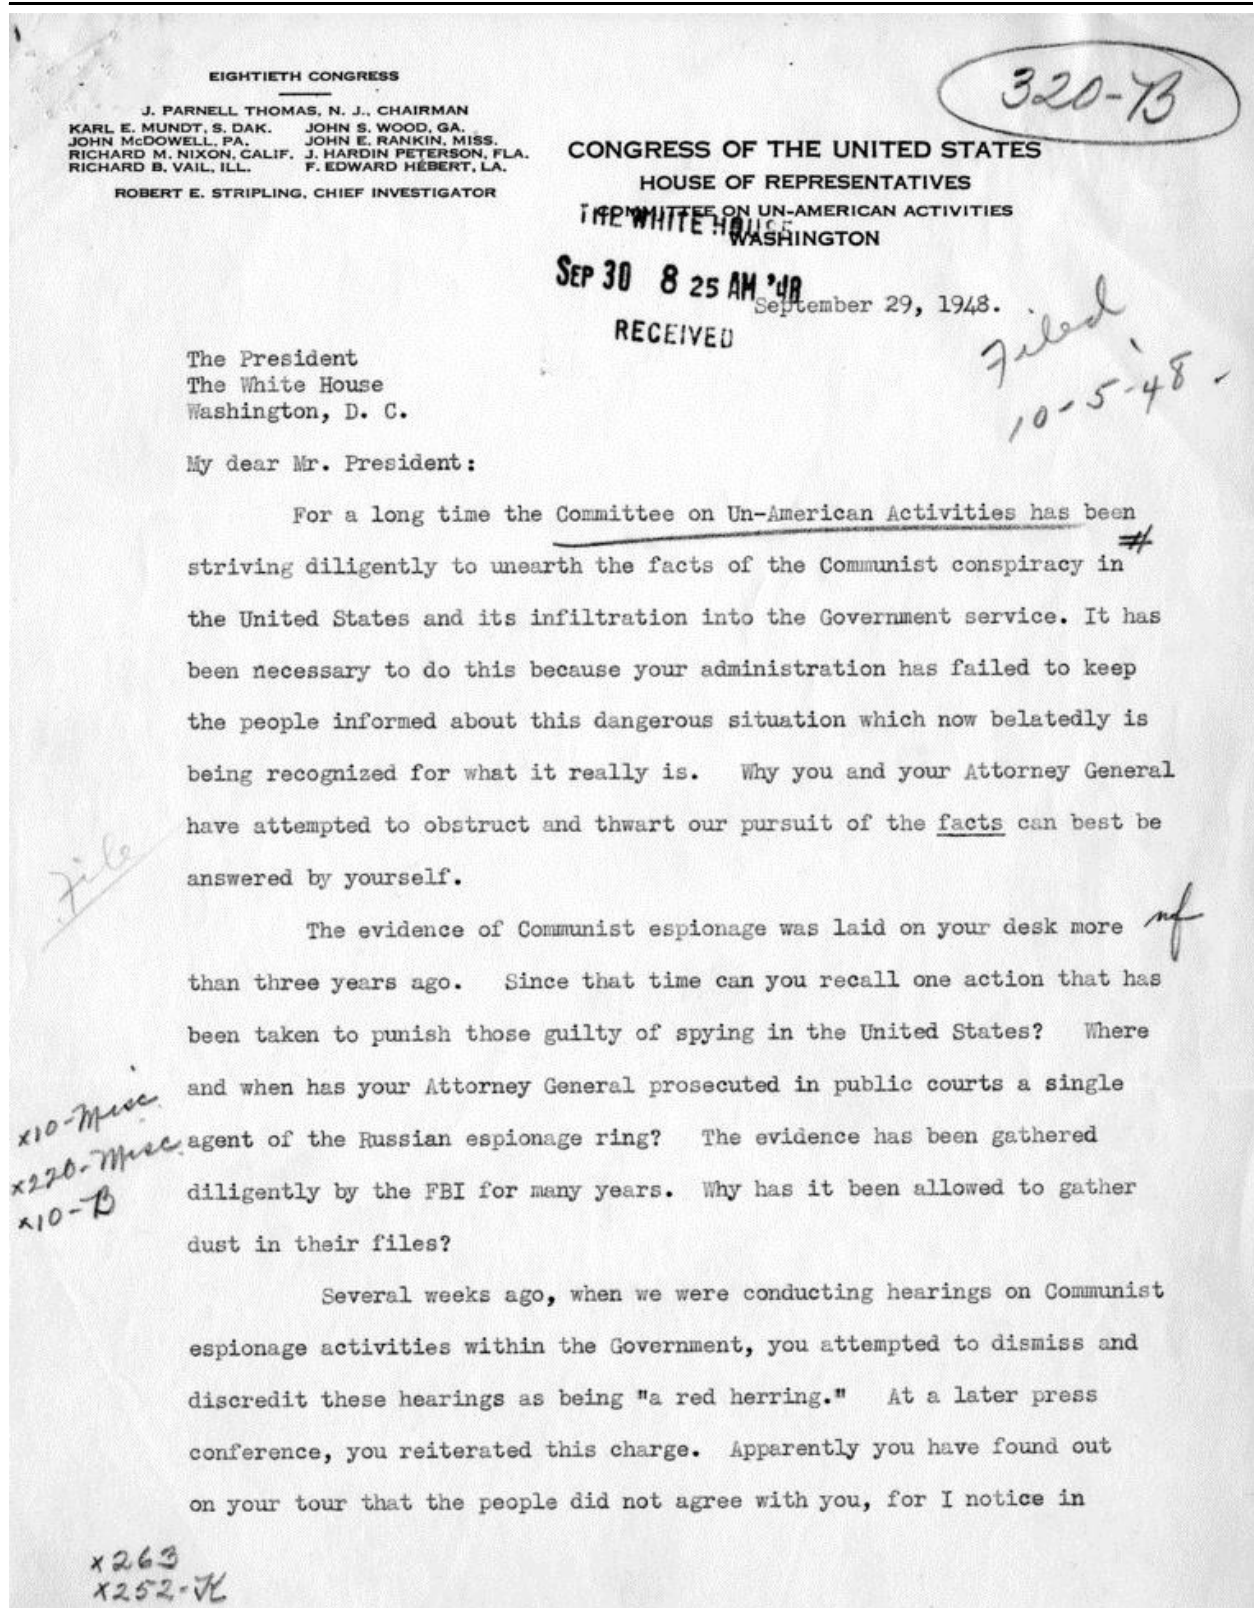 320-B
EIGHTIETH CONGRESS
J. PARNELL THOMAS, N. J., CHAIRMAN
KARL E. MUNDT, S. DAK. JOHN S. WOOD, GA.
JOHN McDOWELL, PA. JOHN E. RANKIN, MISS.
RICHARD M. NIXON, CALIF. J. HARDIN PETERSON, FLA.
RICHARD B. VAIL, ILL. F. EDWARD HÉBERT, LA.
ROBERT E. STRIPLING, CHIEF INVESTIGATOR
CONGRESS OF THE UNITED STATES
HOUSE OF REPRESENTATIVES
COMMITTEE ON UN-AMERICAN ACTIVITIES
WASHINGTON
THE WHITE HOUSE
SEP 30 8 25 AM '48
RECEIVED
September 29, 1948.
Filed
10-5-48
The President
The White House
Washington, D. C.
My dear Mr. President:
For a long time the Committee on Un-American Activities has been
striving diligently to unearth the facts of the Communist conspiracy in
the United States and its infiltration into the Government service. It has
been necessary to do this because your administration has failed to keep
the people informed about this dangerous situation which now belatedly is
being recognized for what it really is. Why you and your Attorney General
have attempted to obstruct and thwart our pursuit of the facts can best be
answered by yourself.
File
The evidence of Communist espionage was laid on your desk more
nf
than three years ago. Since that time can you recall one action that has
been taken to punish those guilty of spying in the United States? Where
and when has your Attorney General prosecuted in public courts a single
agent of the Russian espionage ring? The evidence has been gathered
diligently by the FBI for many years. Why has it been allowed to gather
dust in their files?
x10-Misc.
x220-Misc.
x10-B
Several weeks ago, when we were conducting hearings on Communist
espionage activities within the Government, you attempted to dismiss and
discredit these hearings as being "a red herring." At a later press
conference, you reiterated this charge. Apparently you have found out
on your tour that the people did not agree with you, for I notice in
x263
x252-K